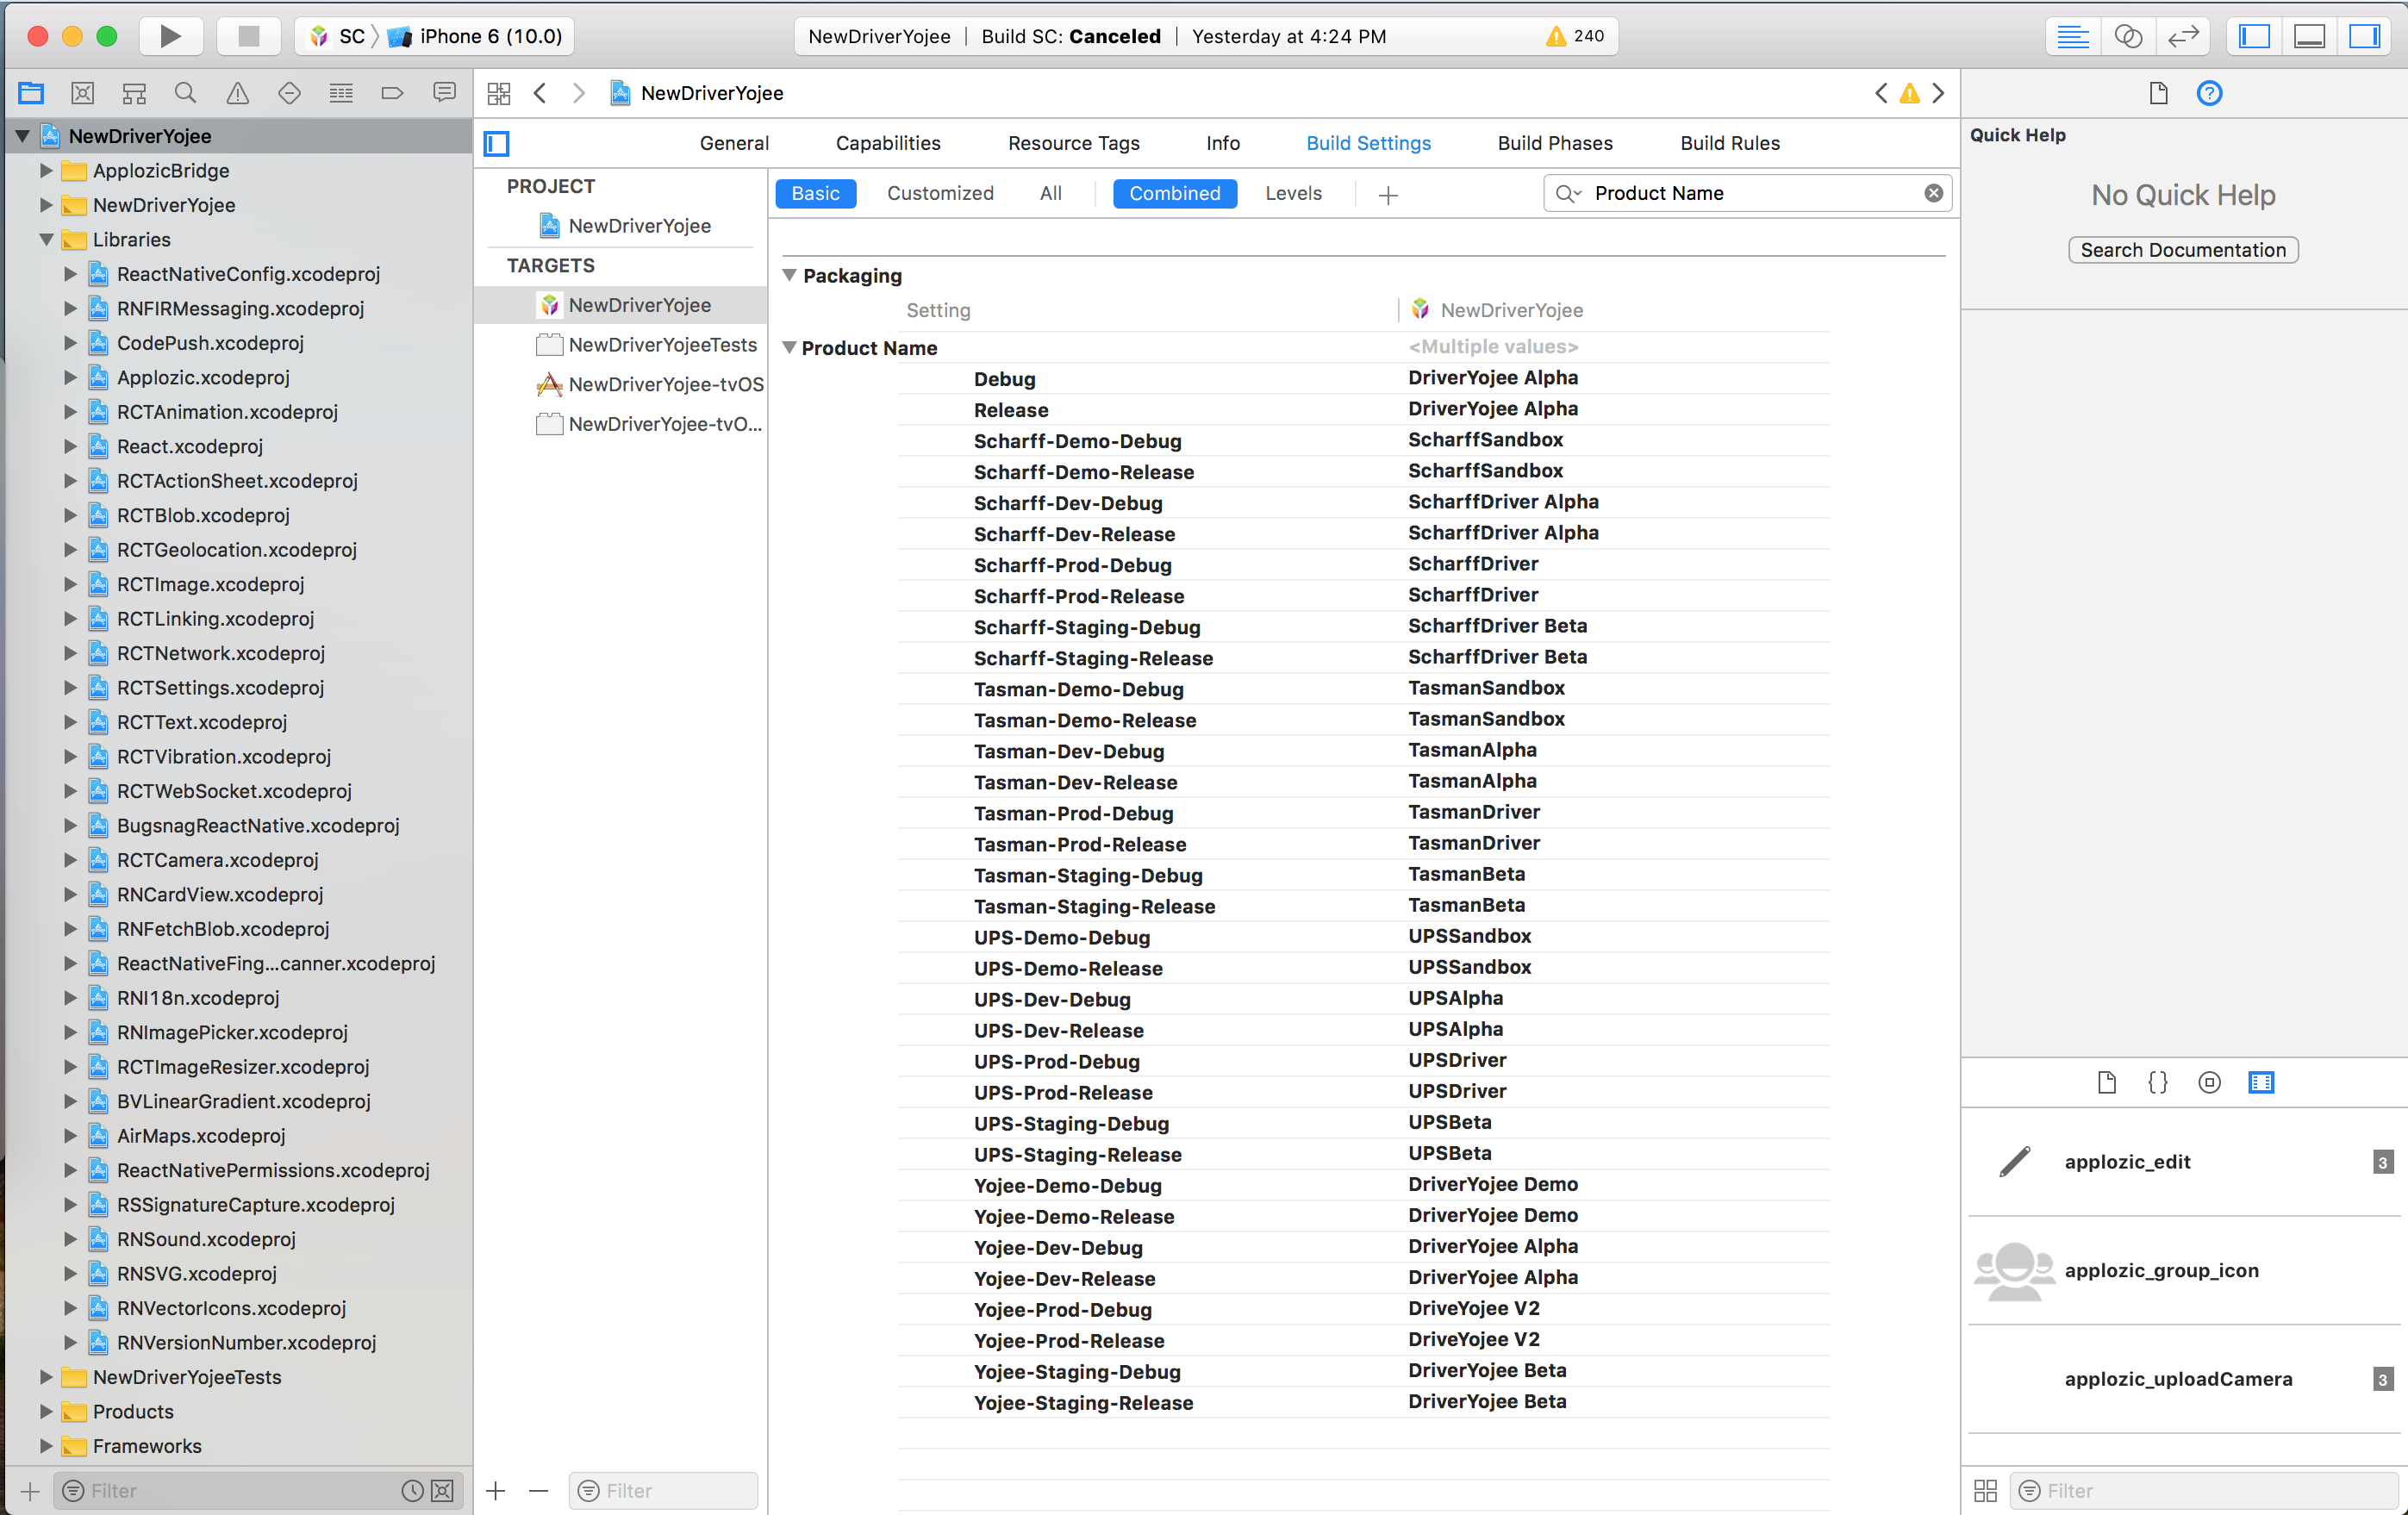 SC
iPhone 6 (10.0)
NewDriverYojee | Build SC: Canceled | Yesterday at 4:24 PM
240
NewDriverYojee
ApplozicBridge
NewDriverYojee
Libraries
ReactNativeConfig.xcodeproj
RNFIRMessaging.xcodeproj
CodePush.xcodeproj
Applozic.xcodeproj
RCTAnimation.xcodeproj
React.xcodeproj
RCTActionSheet.xcodeproj
RCTBlob.xcodeproj
RCTGeolocation.xcodeproj
RCTImage.xcodeproj
RCTLinking.xcodeproj
RCTNetwork.xcodeproj
RCTSettings.xcodeproj
RCTText.xcodeproj
RCTVibration.xcodeproj
RCTWebSocket.xcodeproj
BugsnagReactNative.xcodeproj
RCTCamera.xcodeproj
RNCardView.xcodeproj
RNFetchBlob.xcodeproj
ReactNativeFing...canner.xcodeproj
RNI18n.xcodeproj
RNImagePicker.xcodeproj
RCTImageResizer.xcodeproj
BVLinearGradient.xcodeproj
AirMaps.xcodeproj
ReactNativePermissions.xcodeproj
RSSignatureCapture.xcodeproj
RNSound.xcodeproj
RNSVG.xcodeproj
RNVectorIcons.xcodeproj
RNVersionNumber.xcodeproj
NewDriverYojeeTests
Products
Frameworks
Filter
NewDriverYojee
General Capabilities Resource Tags Info Build Settings Build Phases Build Rules
PROJECT
NewDriverYojee
TARGETS
NewDriverYojee
NewDriverYojeeTests
NewDriverYojee-tvOS
NewDriverYojee-tvO...
Filter
Basic Customized All Combined Levels
Product Name
Packaging
Setting NewDriverYojee
Product Name <Multiple values>
Debug DriverYojee Alpha
Release DriverYojee Alpha
Scharff-Demo-Debug ScharffSandbox
Scharff-Demo-Release ScharffSandbox
Scharff-Dev-Debug ScharffDriver Alpha
Scharff-Dev-Release ScharffDriver Alpha
Scharff-Prod-Debug ScharffDriver
Scharff-Prod-Release ScharffDriver
Scharff-Staging-Debug ScharffDriver Beta
Scharff-Staging-Release ScharffDriver Beta
Tasman-Demo-Debug TasmanSandbox
Tasman-Demo-Release TasmanSandbox
Tasman-Dev-Debug TasmanAlpha
Tasman-Dev-Release TasmanAlpha
Tasman-Prod-Debug TasmanDriver
Tasman-Prod-Release TasmanDriver
Tasman-Staging-Debug TasmanBeta
Tasman-Staging-Release TasmanBeta
UPS-Demo-Debug UPSSandbox
UPS-Demo-Release UPSSandbox
UPS-Dev-Debug UPSAlpha
UPS-Dev-Release UPSAlpha
UPS-Prod-Debug UPSDriver
UPS-Prod-Release UPSDriver
UPS-Staging-Debug UPSBeta
UPS-Staging-Release UPSBeta
Yojee-Demo-Debug DriverYojee Demo
Yojee-Demo-Release DriverYojee Demo
Yojee-Dev-Debug DriverYojee Alpha
Yojee-Dev-Release DriverYojee Alpha
Yojee-Prod-Debug DriveYojee V2
Yojee-Prod-Release DriveYojee V2
Yojee-Staging-Debug DriverYojee Beta
Yojee-Staging-Release DriverYojee Beta
Quick Help
No Quick Help
Search Documentation
applozic_edit 3
applozic_group_icon
applozic_uploadCamera 3
Filter